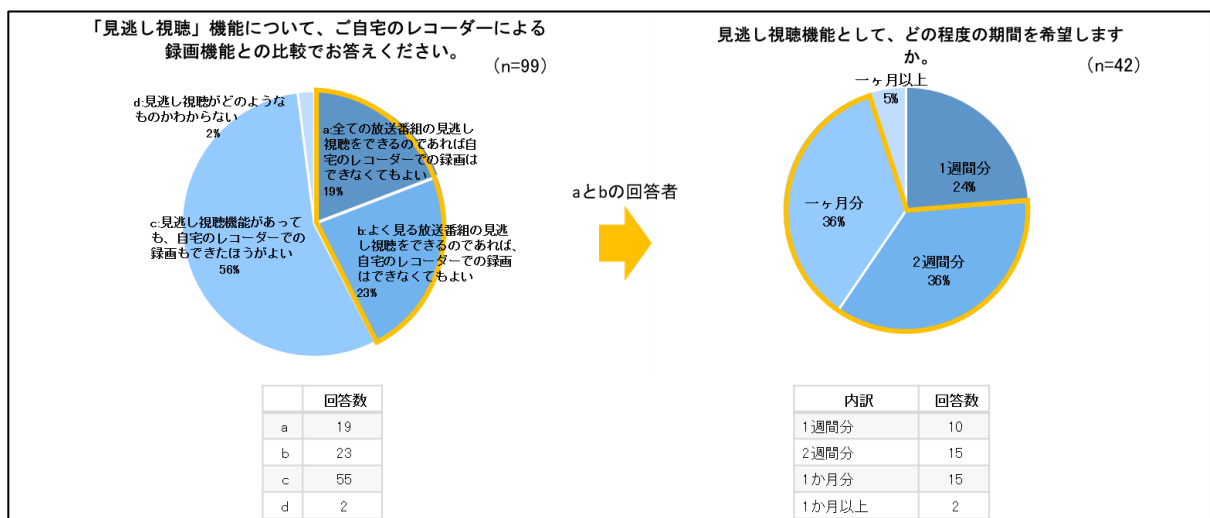 「見逃し視聴」機能について、ご自宅のレコーダーによる
録画機能との比較でお答えください。
(n=99)
d:見逃し視聴がどのような
ものかわからない
2%
a:全ての放送番組の見逃し
視聴をできるのであれば自
宅のレコーダーでの録画は
できなくてもよい
19%
c:見逃し視聴機能があって
も、自宅のレコーダーでの
録画もできたほうがよい
56%
b:よく見る放送番組の見逃
し視聴をできるのであれば、
自宅のレコーダーでの録画
はできなくてもよい
23%
回答数
a 19
b 23
c 55
d 2
aとbの回答者
見逃し視聴機能として、どの程度の期間を希望します
か。
(n=42)
一ヶ月以上
5%
1週間分
24%
一ヶ月分
36%
2週間分
36%
内訳 回答数
1週間分 10
2週間分 15
1か月分 15
1か月以上 2